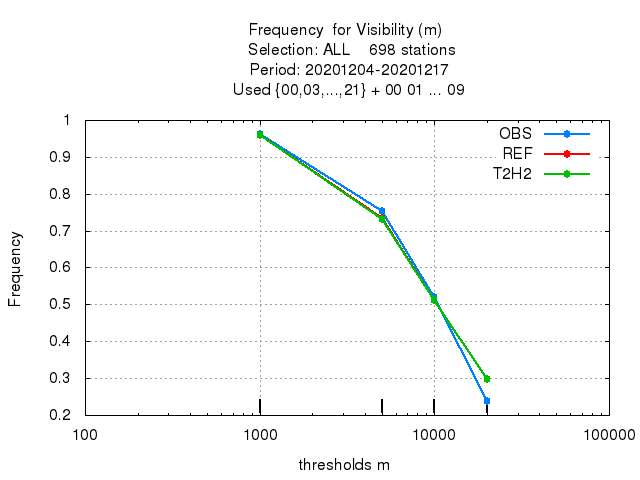 Frequency  for Visibility (m)
Selection: ALL    698 stations
Period: 20201204-20201217
Used {00,03,...,21} + 00 01 ... 09
OBS
REF
T2H2
1
0.9
0.8
0.7
0.6
0.5
0.4
0.3
0.2
Frequency
100
1000
10000
100000
thresholds m